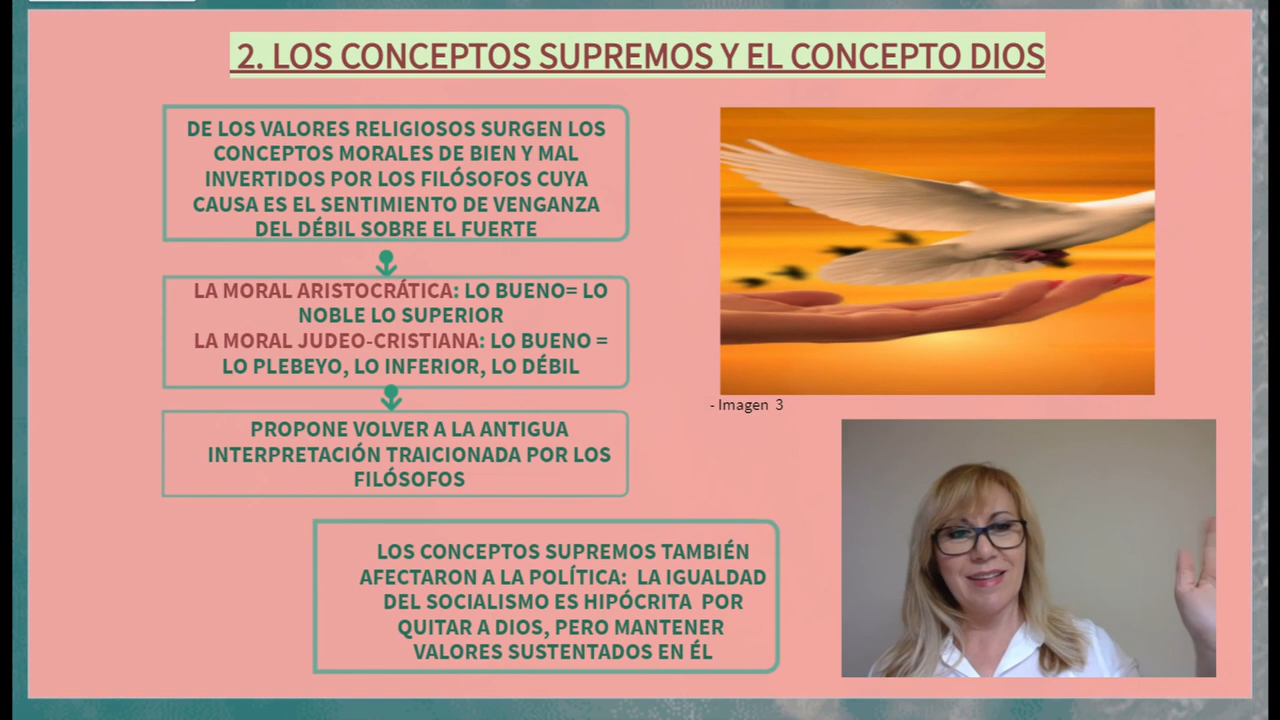 2. LOS CONCEPTOS SUPREMOS Y EL CONCEPTO DIOS
DE LOS VALORES RELIGIOSOS SURGEN LOS
CONCEPTOS MORALES DE BIEN Y MAL
INVERTIDOS POR LOS FILÓSOFOS CUYA
CAUSA ES EL SENTIMIENTO DE VENGANZA
DEL DÉBIL SOBRE EL FUERTE
LA MORAL ARISTOCRÁTICA: LO BUENO= LO
NOBLE LO SUPERIOR
LA MORAL JUDEO-CRISTIANA: LO BUENO =
LO PLEBEYO, LO INFERIOR, LO DÉBIL
PROPONE VOLVER A LA ANTIGUA
INTERPRETACIÓN TRAICIONADA POR LOS
FILÓSOFOS
- Imagen 3
LOS CONCEPTOS SUPREMOS TAMBIÉN
AFECTARON A LA POLÍTICA: LA IGUALDAD
DEL SOCIALISMO ES HIPÓCRITA POR
QUITAR A DIOS, PERO MANTENER
VALORES SUSTENTADOS EN ÉL